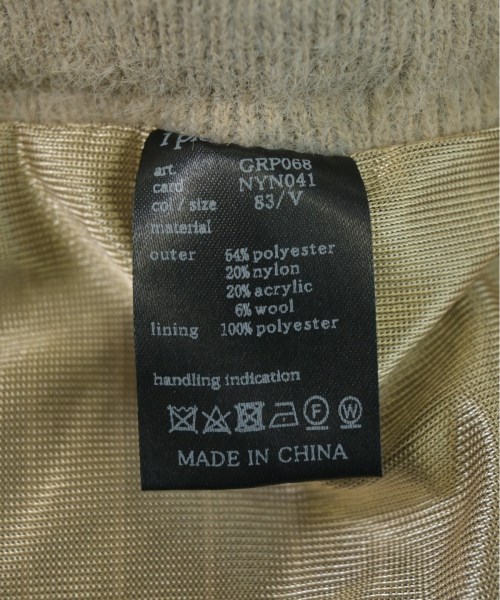 art. GRP068
card NYN041
col / size 83/V
material
outer 54% polyester
20% nylon
20% acrylic
6% wool
lining 100% polyester
handling indication
F W
MADE IN CHINA